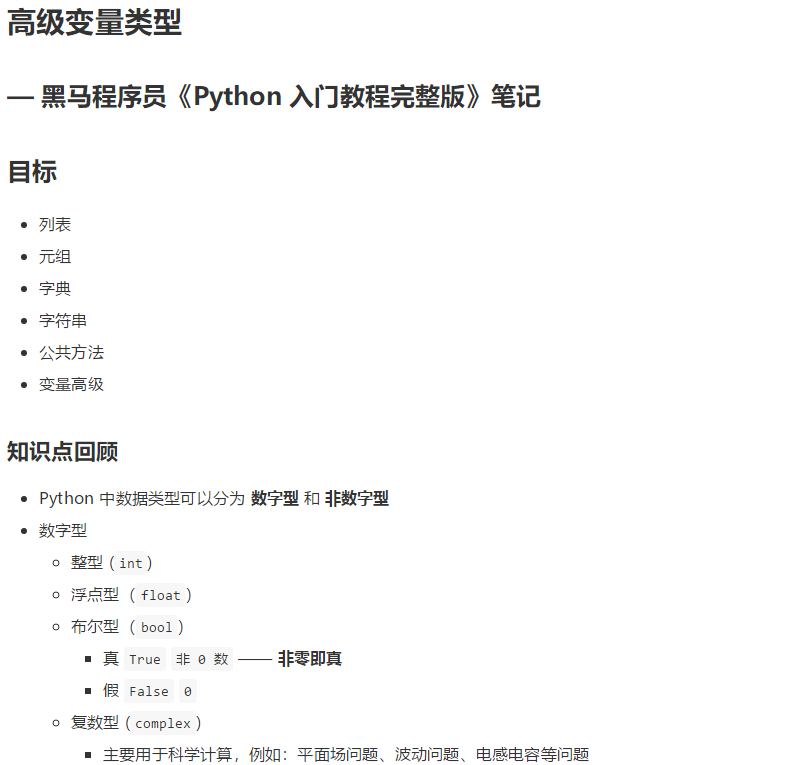 高级变量类型
— 黑马程序员《Python 入门教程完整版》笔记
目标
列表
元组
字典
字符串
公共方法
变量高级
知识点回顾
Python 中数据类型可以分为 数字型 和 非数字型
数字型
整型 (int)
浮点型 (float)
布尔型 (bool)
真 True 非 0 数 —— 非零即真
假 False 0
复数型 (complex)
主要用于科学计算，例如：平面场问题、波动问题、电感电容等问题